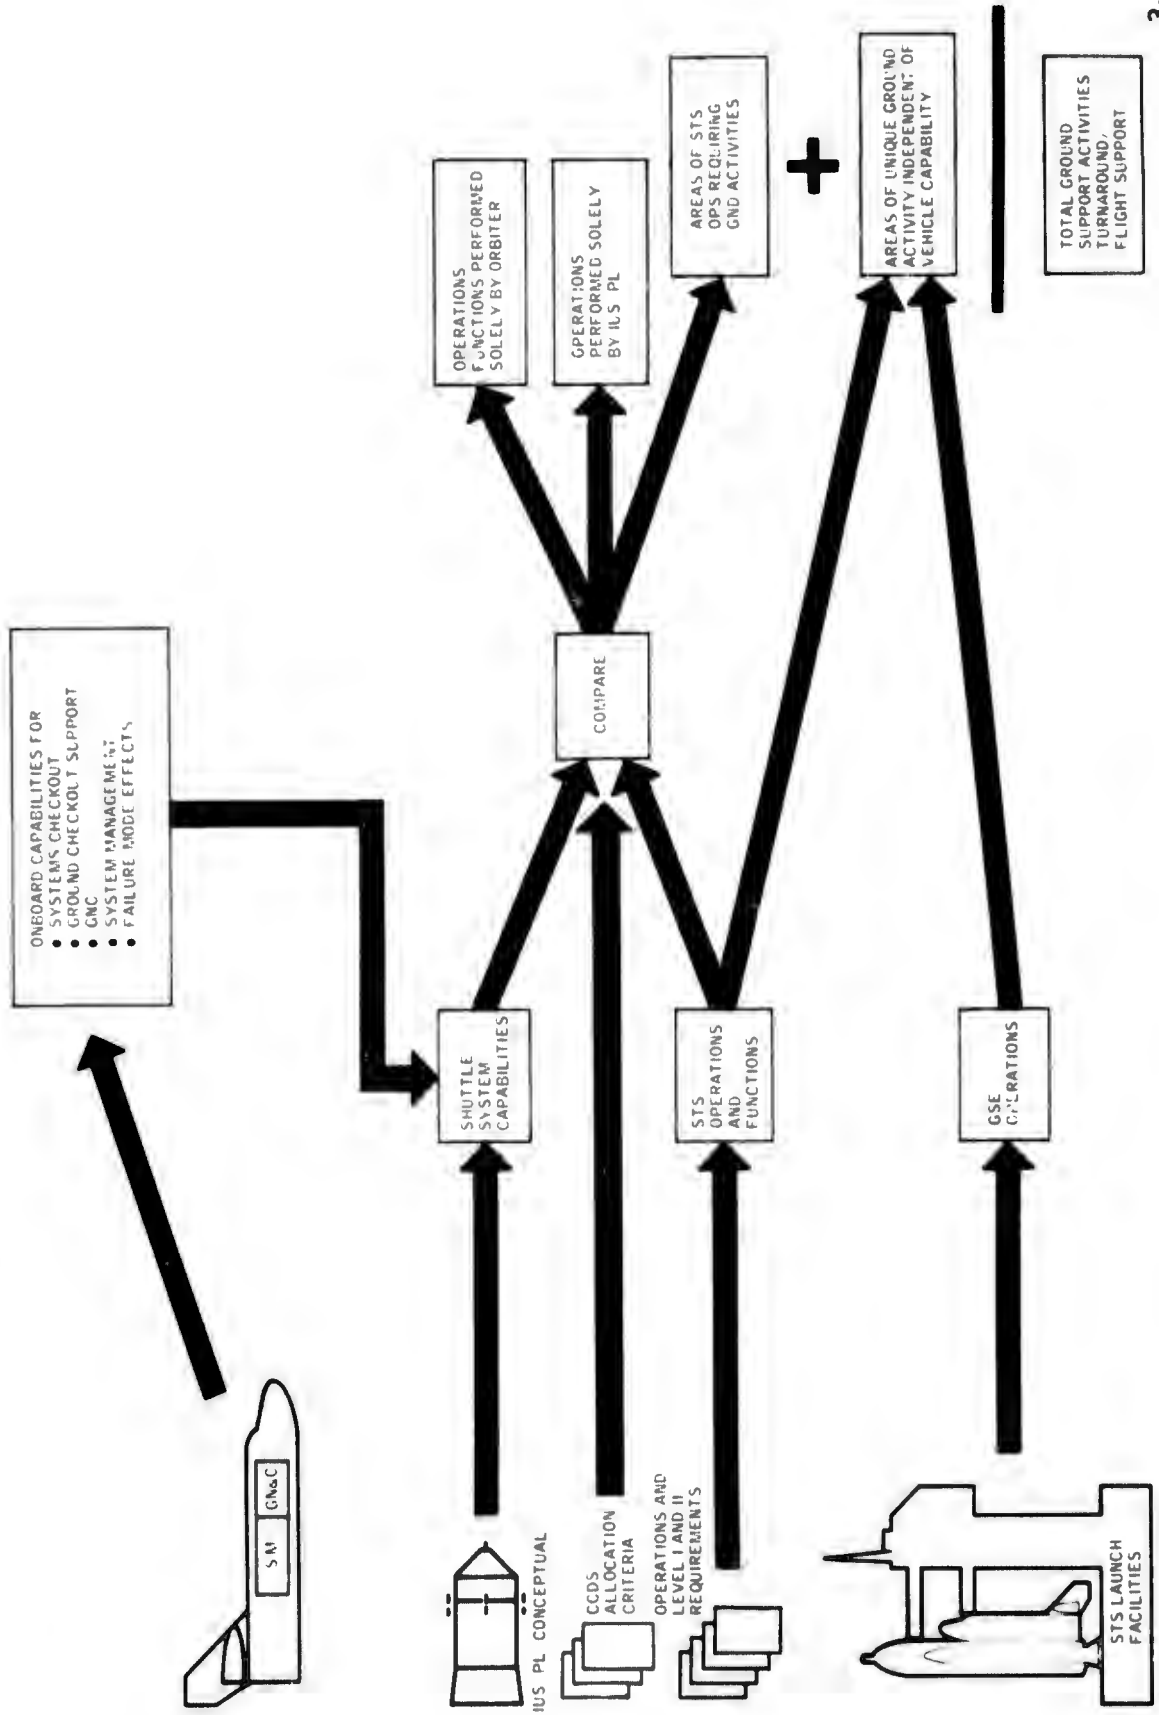 ONBOARD CAPABILITIES FOR
• SYSTEMS CHECKOUT
• GROUND CHECKOUT SUPPORT
• GNC
• SYSTEM MANAGEMENT
• FAILURE MODE EFFECTS
SM
GN&C
IUS PL CONCEPTUAL
SHUTTLE
SYSTEM
CAPABILITIES
CCDS
ALLOCATION
CRITERIA
OPERATIONS AND
LEVEL I AND II
REQUIREMENTS
STS
OPERATIONS
AND
FUNCTIONS
STS LAUNCH
FACILITIES
GSE
OPERATIONS
COMPARE
OPERATIONS
FUNCTIONS PERFORMED
SOLELY BY ORBITER
OPERATIONS
PERFORMED SOLELY
BY IUS PL
AREAS OF STS
OPS REQUIRING
GND ACTIVITIES
+
AREAS OF UNIQUE GROUND
ACTIVITY INDEPENDENT OF
VEHICLE CAPABILITY
TOTAL GROUND
SUPPORT ACTIVITIES
TURNAROUND,
FLIGHT SUPPORT